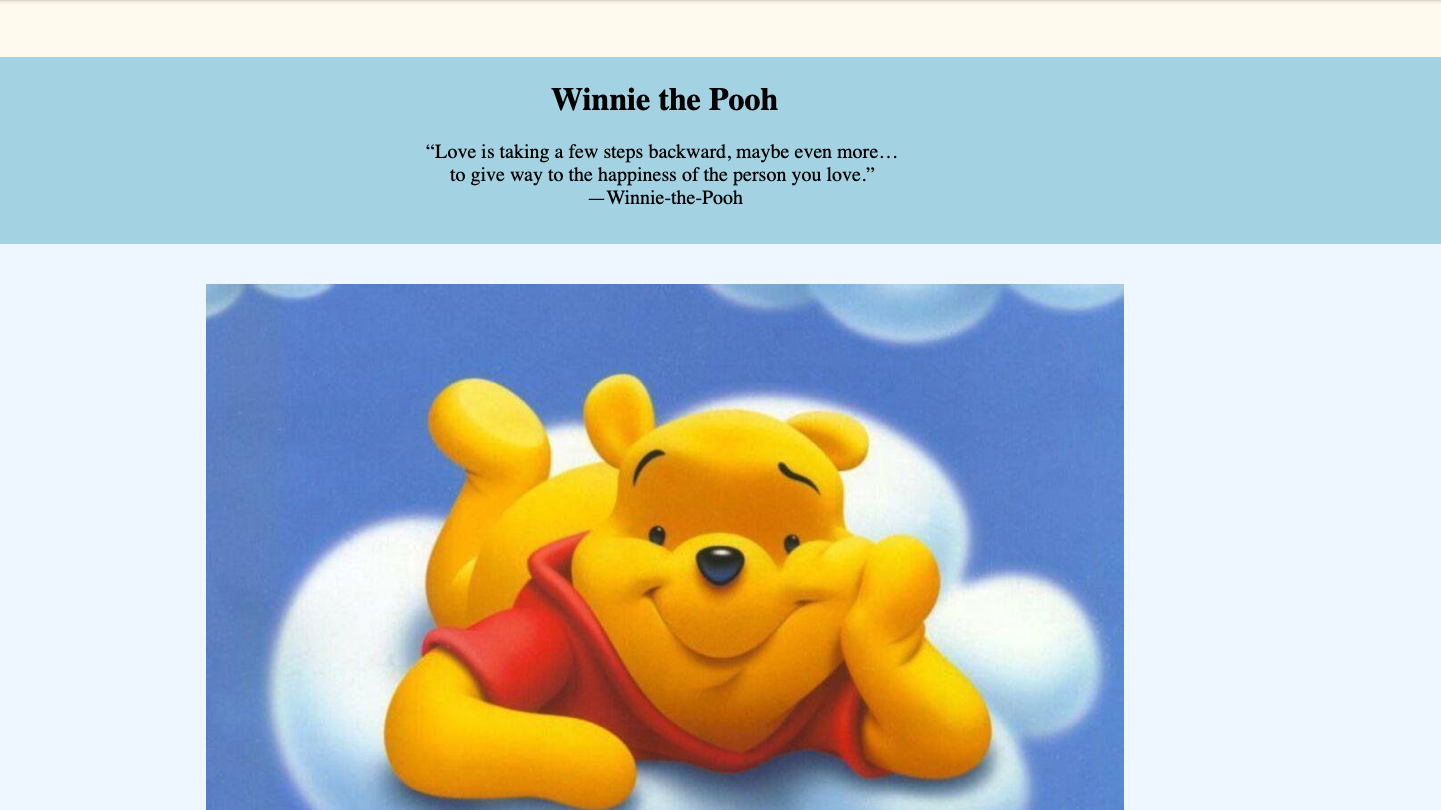 Winnie the Pooh
“Love is taking a few steps backward, maybe even more…
to give way to the happiness of the person you love.”
—Winnie-the-Pooh